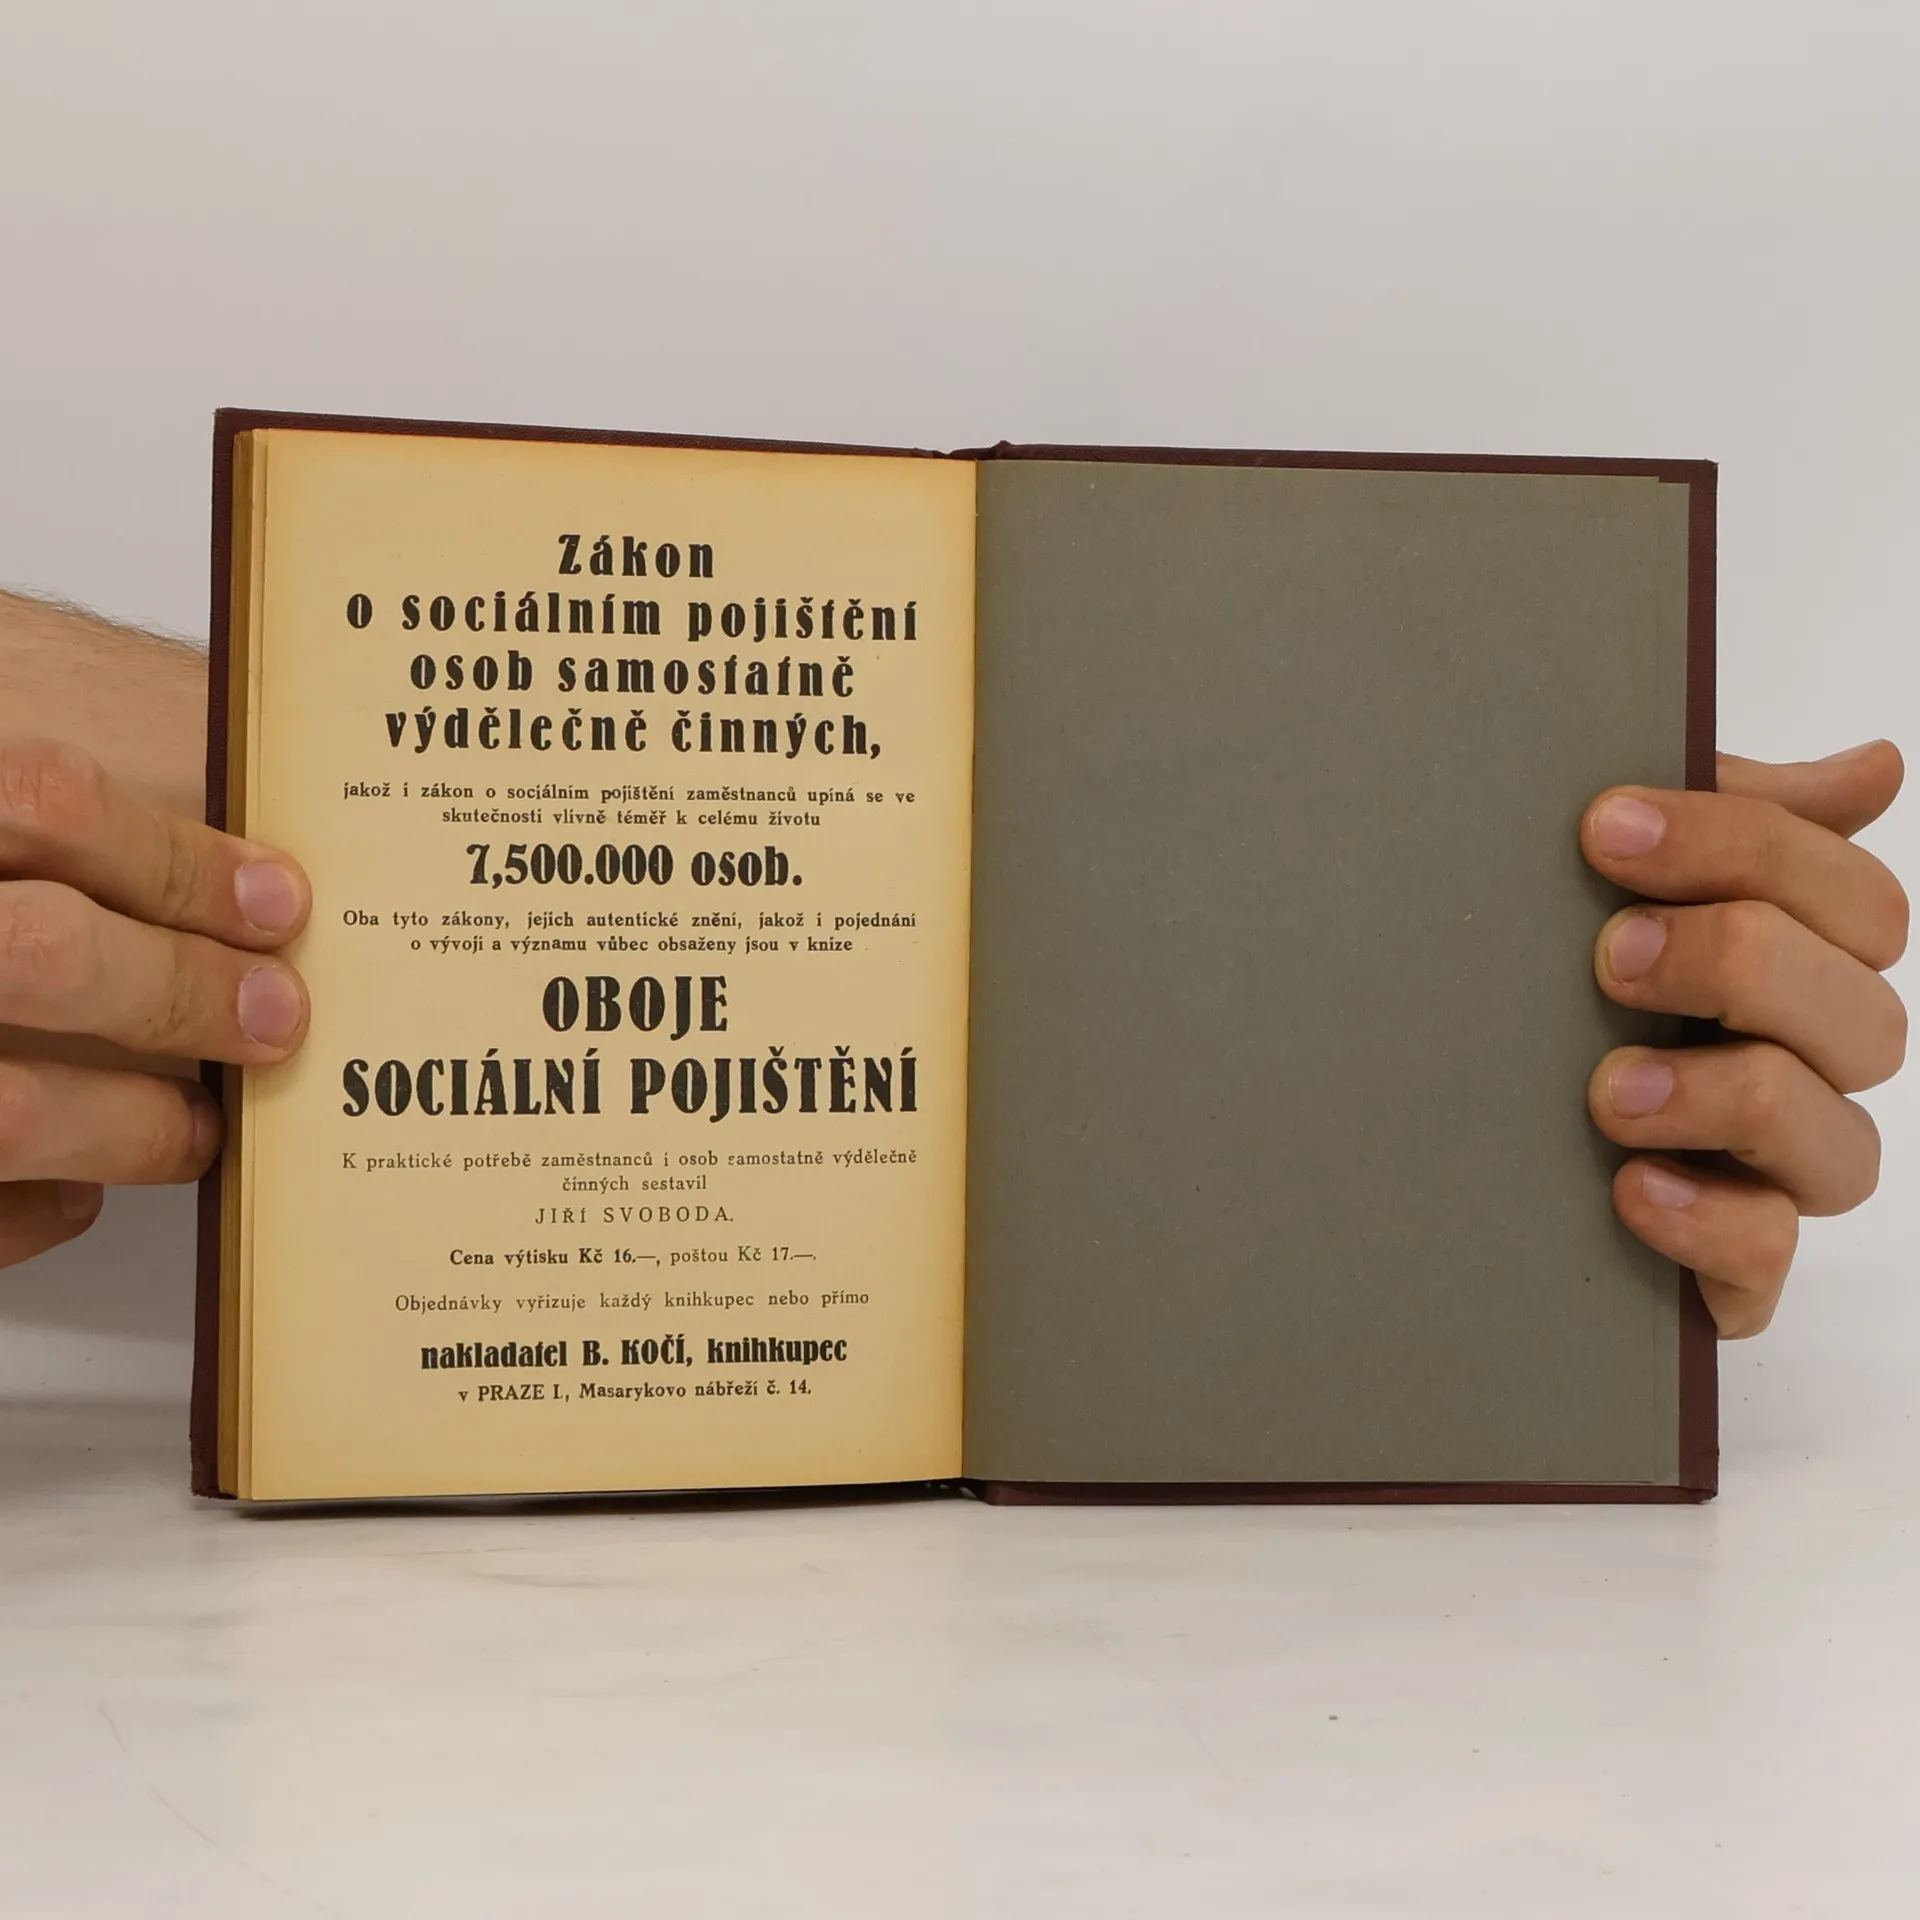 Zákon
o sociálním pojištění
osob samostatně
výdělečně činných,
jakož i zákon o sociálním pojištění zaměstnanců upíná se ve
skutečnosti vlivně téměř k celému životu
7,500.000 osob.
Oba tyto zákony, jejich autentické znění, jakož i pojednání
o vývoji a významu vůbec obsaženy jsou v knize
OBOJE
SOCIÁLNÍ POJIŠTĚNÍ
K praktické potřebě zaměstnanců i osob samostatně výdělečně
činných sestavil
JIŘÍ SVOBODA.
Cena výtisku Kč 16.—, poštou Kč 17.—.
Objednávky vyřizuje každý knihkupec nebo přímo
nakladatel B. KOČÍ, knihkupec
v PRAZE I., Masarykovo nábřeží č. 14.